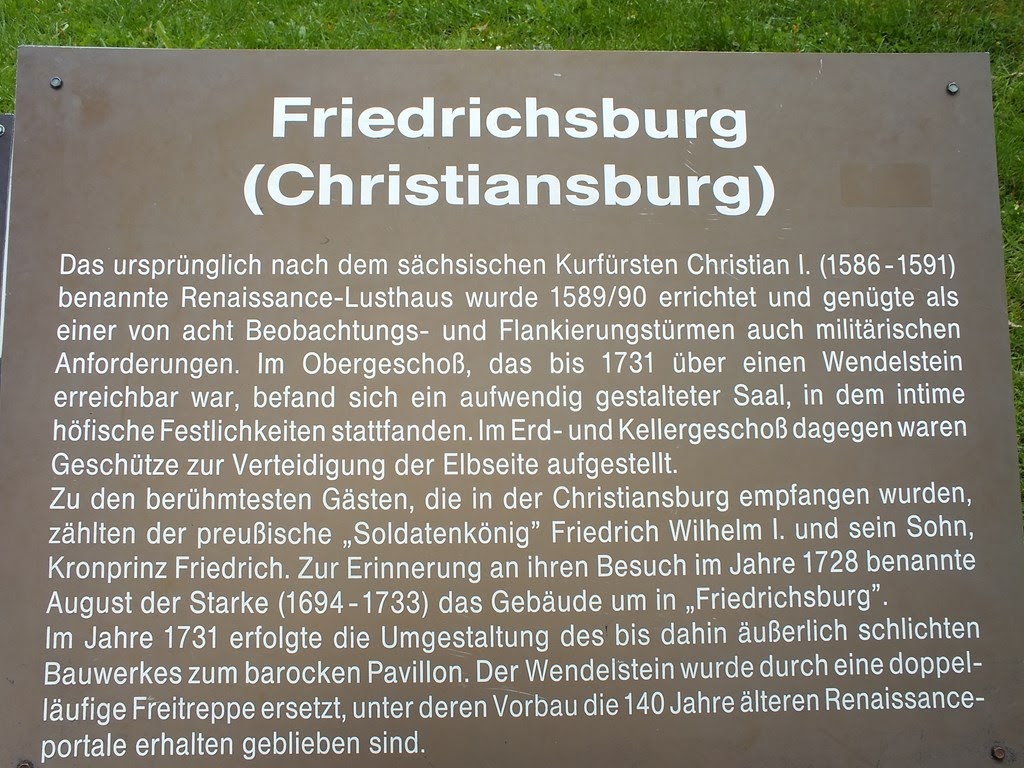 Friedrichsburg
(Christiansburg)
Das ursprünglich nach dem sächsischen Kurfürsten Christian I. (1586-1591)
benannte Renaissance-Lusthaus wurde 1589/90 errichtet und genügte als
einer von acht Beobachtungs- und Flankierungstürmen auch militärischen
Anforderungen. Im Obergeschoß, das bis 1731 über einen Wendelstein
erreichbar war, befand sich ein aufwendig gestalteter Saal, in dem intime
höfische Festlichkeiten stattfanden. Im Erd- und Kellergeschoß dagegen waren
Geschütze zur Verteidigung der Elbseite aufgestellt.
Zu den berühmtesten Gästen, die in der Christiansburg empfangen wurden,
zählten der preußische „Soldatenkönig” Friedrich Wilhelm I. und sein Sohn,
Kronprinz Friedrich. Zur Erinnerung an ihren Besuch im Jahre 1728 benannte
August der Starke (1694-1733) das Gebäude um in „Friedrichsburg”.
Im Jahre 1731 erfolgte die Umgestaltung des bis dahin äußerlich schlichten
Bauwerkes zum barocken Pavillon. Der Wendelstein wurde durch eine doppel-
läufige Freitreppe ersetzt, unter deren Vorbau die 140 Jahre älteren Renaissance-
portale erhalten geblieben sind.